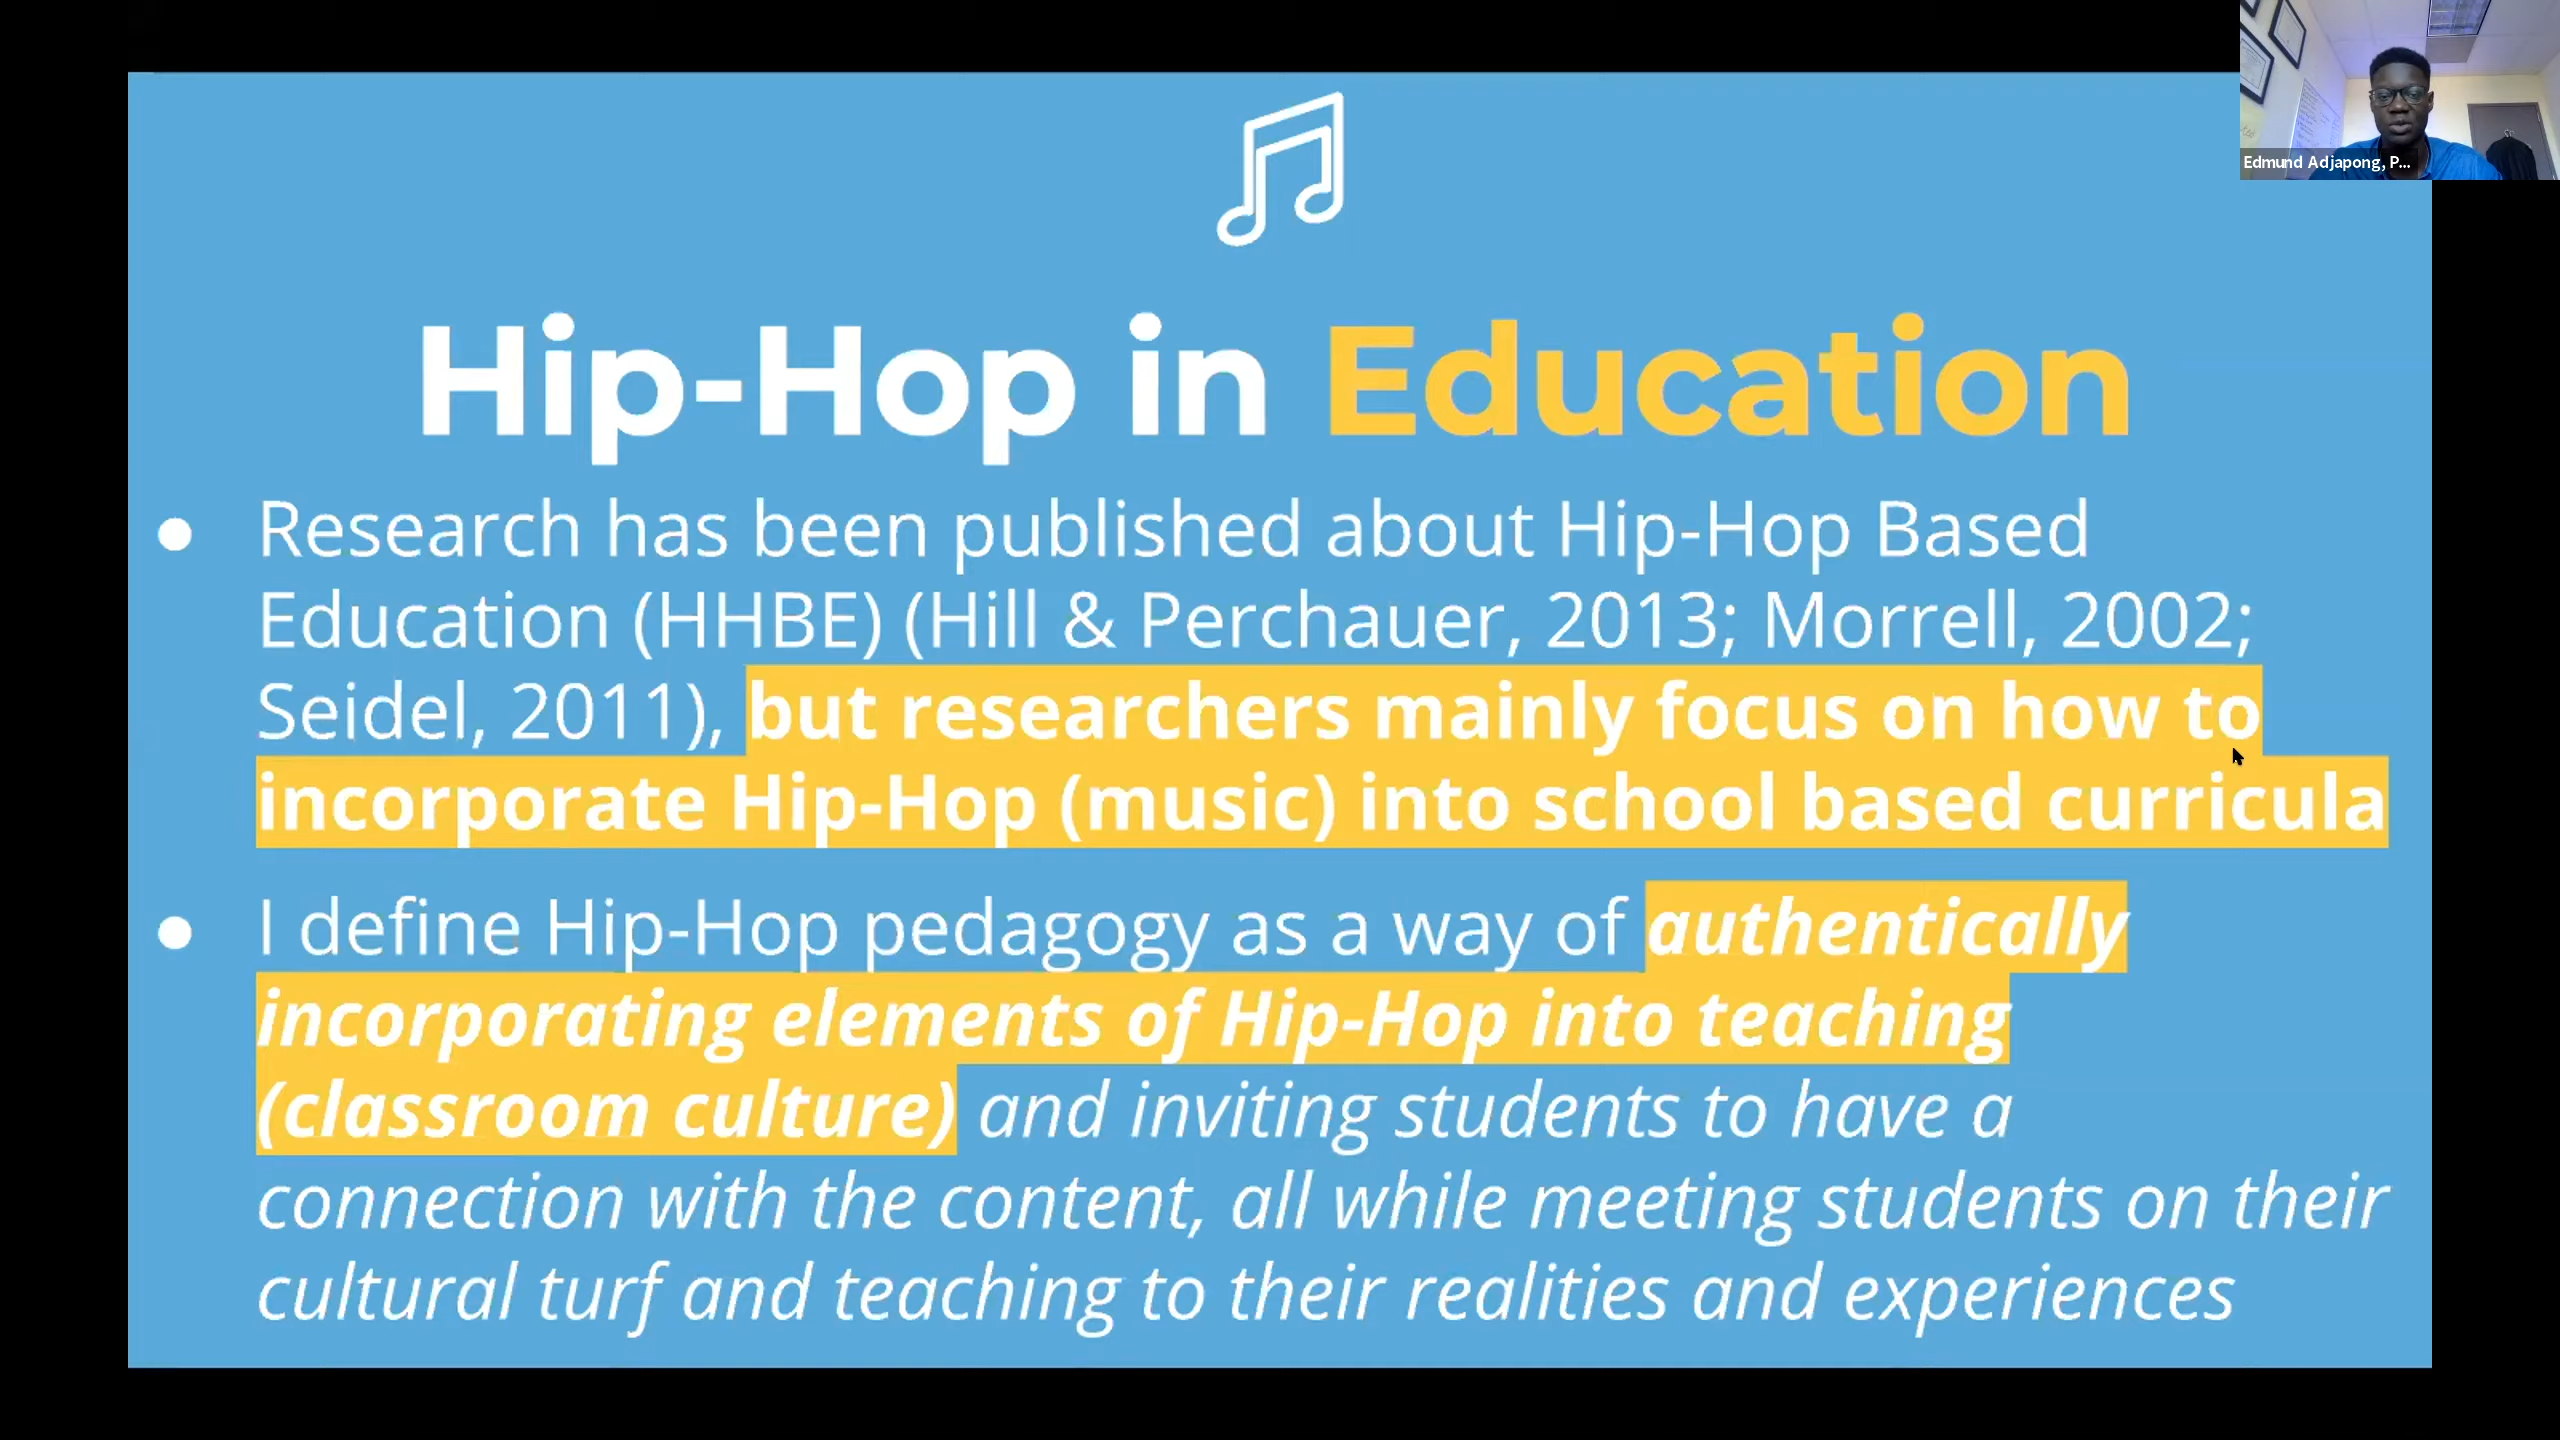 Edmund Adjapong, P...
Hip-Hop in Education
● Research has been published about Hip-Hop Based
Education (HHBE) (Hill & Perchauer, 2013; Morrell, 2002;
Seidel, 2011), but researchers mainly focus on how to
incorporate Hip-Hop (music) into school based curricula
● I define Hip-Hop pedagogy as a way of authentically
incorporating elements of Hip-Hop into teaching
(classroom culture) and inviting students to have a
connection with the content, all while meeting students on their
cultural turf and teaching to their realities and experiences